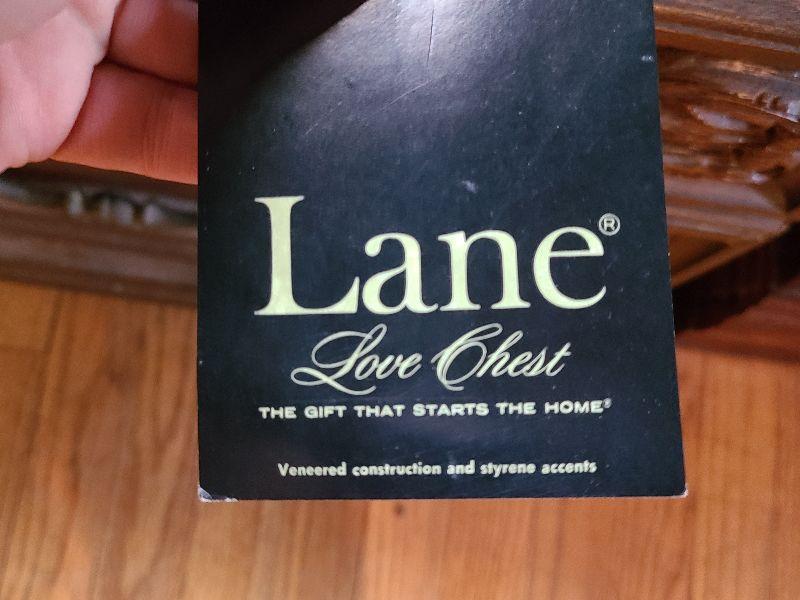 Lane®
Love Chest
THE GIFT THAT STARTS THE HOME®
Veneered construction and styrene accents